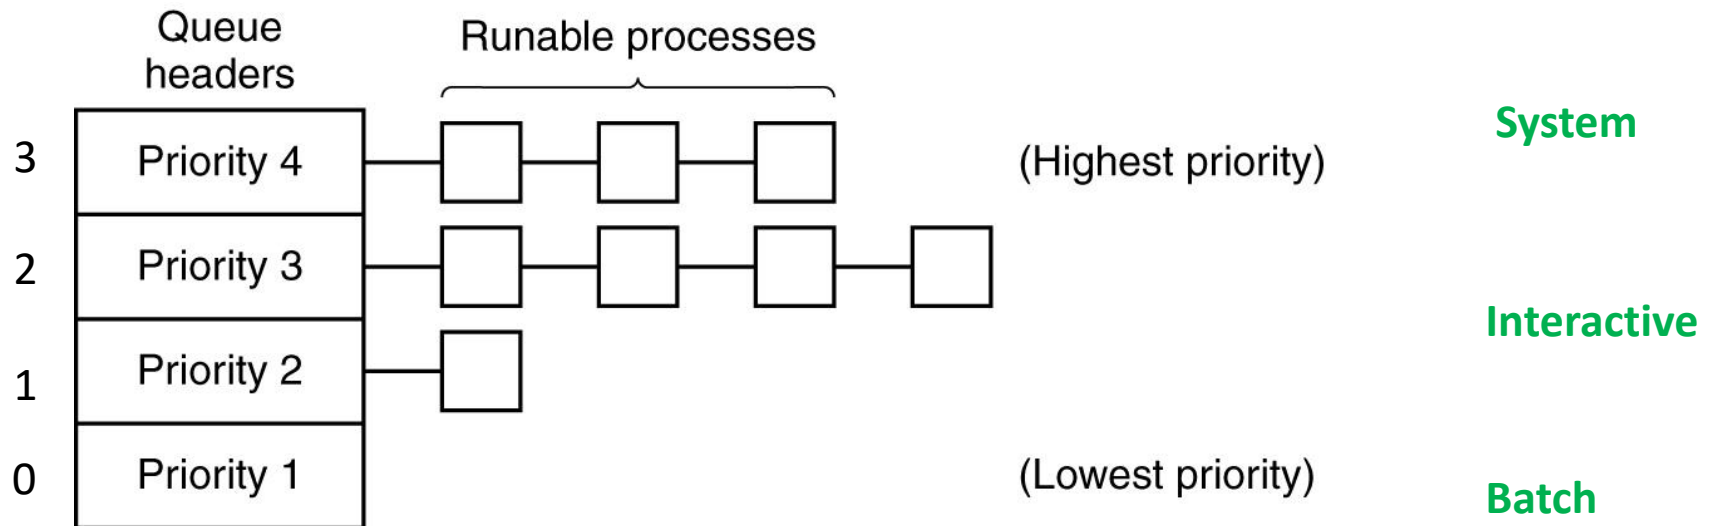 Queue
headers
Runable processes
System
3
Priority 4
(Highest priority)
2
Priority 3
Interactive
1
Priority 2
0
Priority 1
(Lowest priority)
Batch